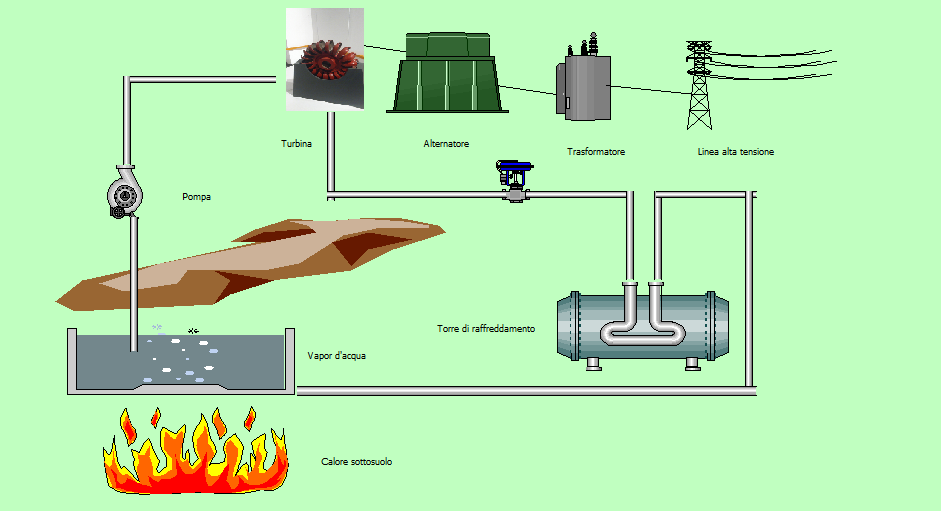 Turbina
Alternatore
Trasformatore
Linea alta tensione
Pompa
Torre di raffreddamento
Vapor d'acqua
Calore sottosuolo